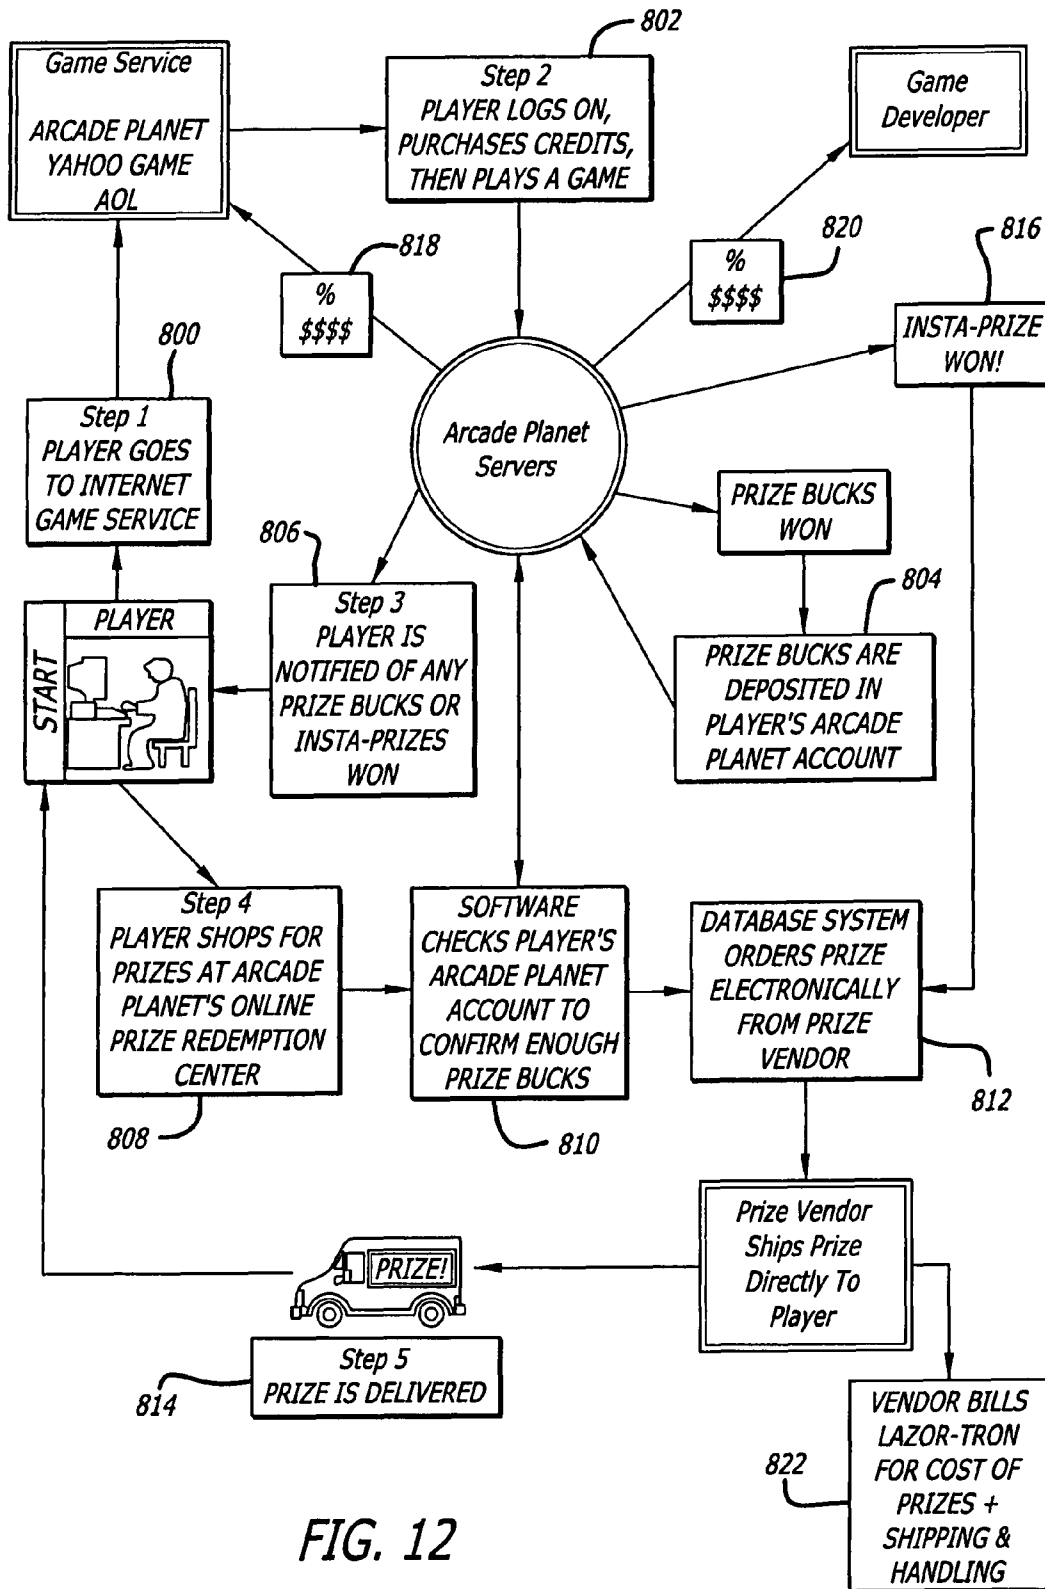 802
Game Service
ARCADE PLANET
YAHOO GAME
AOL
Step 2
PLAYER LOGS ON,
PURCHASES CREDITS,
THEN PLAYS A GAME
Game
Developer
818
%
$$$$
820
%
$$$$
816
INSTA-PRIZE
WON!
800
Step 1
PLAYER GOES
TO INTERNET
GAME SERVICE
Arcade Planet
Servers
PRIZE BUCKS
WON
806
Step 3
PLAYER IS
NOTIFIED OF ANY
PRIZE BUCKS OR
INSTA-PRIZES
WON
804
PRIZE BUCKS ARE
DEPOSITED IN
PLAYER'S ARCADE
PLANET ACCOUNT
START
PLAYER
Step 4
PLAYER SHOPS FOR
PRIZES AT ARCADE
PLANET'S ONLINE
PRIZE REDEMPTION
CENTER
808
SOFTWARE
CHECKS PLAYER'S
ARCADE PLANET
ACCOUNT TO
CONFIRM ENOUGH
PRIZE BUCKS
810
DATABASE SYSTEM
ORDERS PRIZE
ELECTRONICALLY
FROM PRIZE
VENDOR
812
Prize Vendor
Ships Prize
Directly To
Player
PRIZE!
Step 5
PRIZE IS DELIVERED
814
VENDOR BILLS
LAZOR-TRON
FOR COST OF
PRIZES +
SHIPPING &
HANDLING
822
FIG. 12